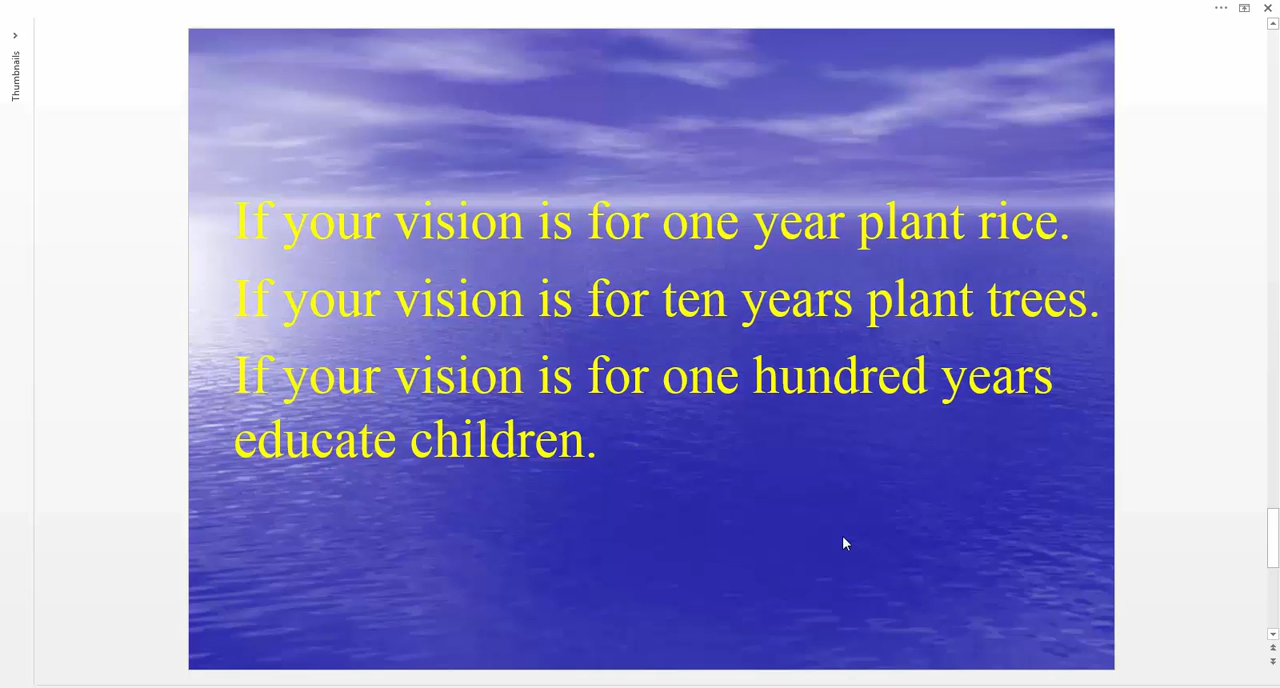 Thumbnails
If your vision is for one year plant rice.
If your vision is for ten years plant trees.
If your vision is for one hundred years
educate children.